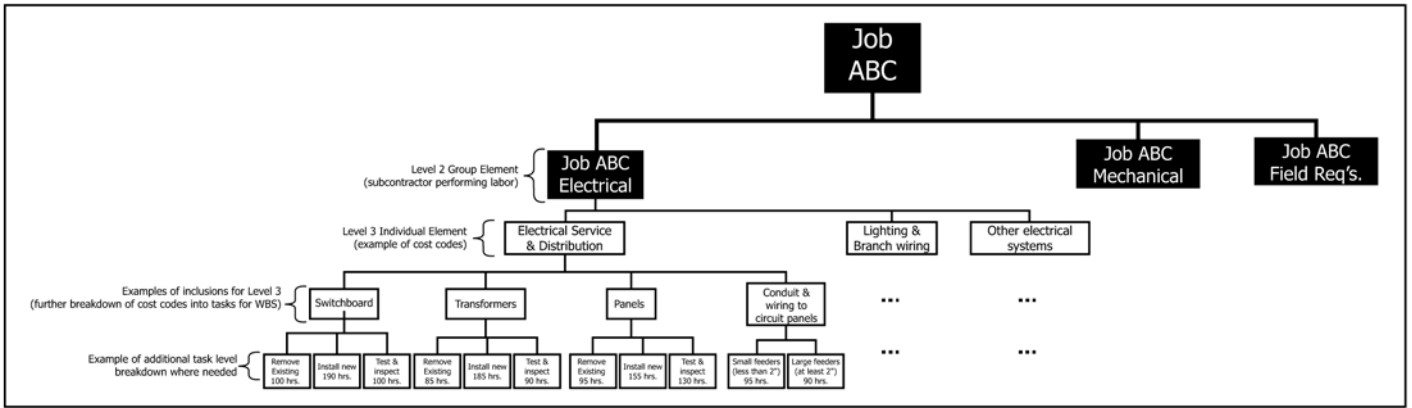 Job
ABC
Level 2 Group Element
(subcontractor performing labor)
Job ABC
Electrical
Job ABC
Mechanical
Job ABC
Field Req's.
Level 3 Individual Element
(example of cost codes)
Electrical Service
& Distribution
Lighting &
Branch wiring
Other electrical
systems
Examples of inclusions for Level 3
(further breakdown of cost codes into tasks for WBS)
Switchboard
Transformers
Panels
Conduit &
wiring to
circuit panels
...
...
Example of additional task level
breakdown where needed
Remove
Existing
100 hrs.
Install new
190 hrs.
Test &
inspect
100 hrs.
Remove
Existing
85 hrs.
Install new
185 hrs.
Test &
inspect
90 hrs.
Remove
Existing
95 hrs.
Install new
155 hrs.
Test &
inspect
130 hrs.
Small feeders
(less than 2")
95 hrs.
Large feeders
(at least 2")
90 hrs.
...
...